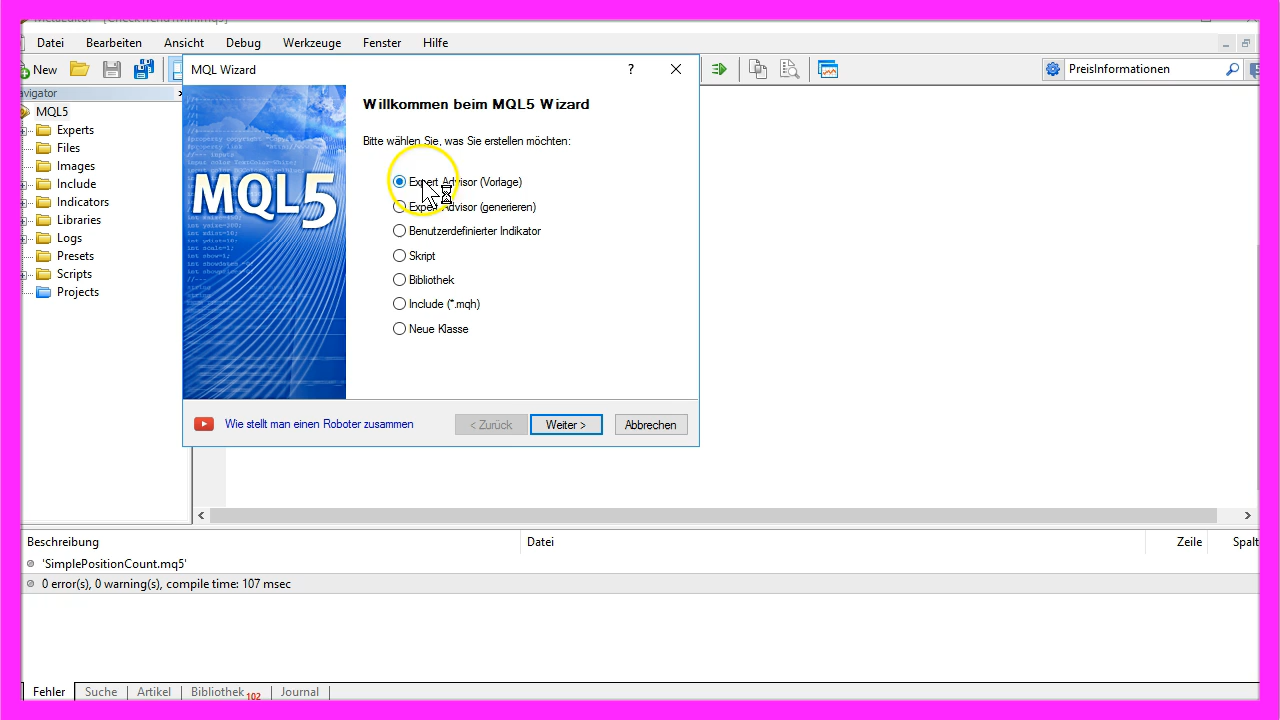 MetaEditor - [CheckTrend1Min.mq5]
Datei Bearbeiten Ansicht Debug Werkzeuge Fenster Hilfe
New
PreisInformationen
avigator
MQL5
Experts
Files
Images
Include
Indicators
Libraries
Logs
Presets
Scripts
Projects
MQL Wizard
?
MQL5
Willkommen beim MQL5 Wizard
Bitte wählen Sie, was Sie erstellen möchten:
Expert Advisor (Vorlage)
Expert Advisor (generieren)
Benutzerdefinierter Indikator
Skript
Bibliothek
Include (*.mqh)
Neue Klasse
Wie stellt man einen Roboter zusammen
< Zurück Weiter > Abbrechen
Beschreibung Datei Zeile Spalt
'SimplePositionCount.mq5'
0 error(s), 0 warning(s), compile time: 107 msec
Fehler Suche Artikel Bibliothek 102 Journal